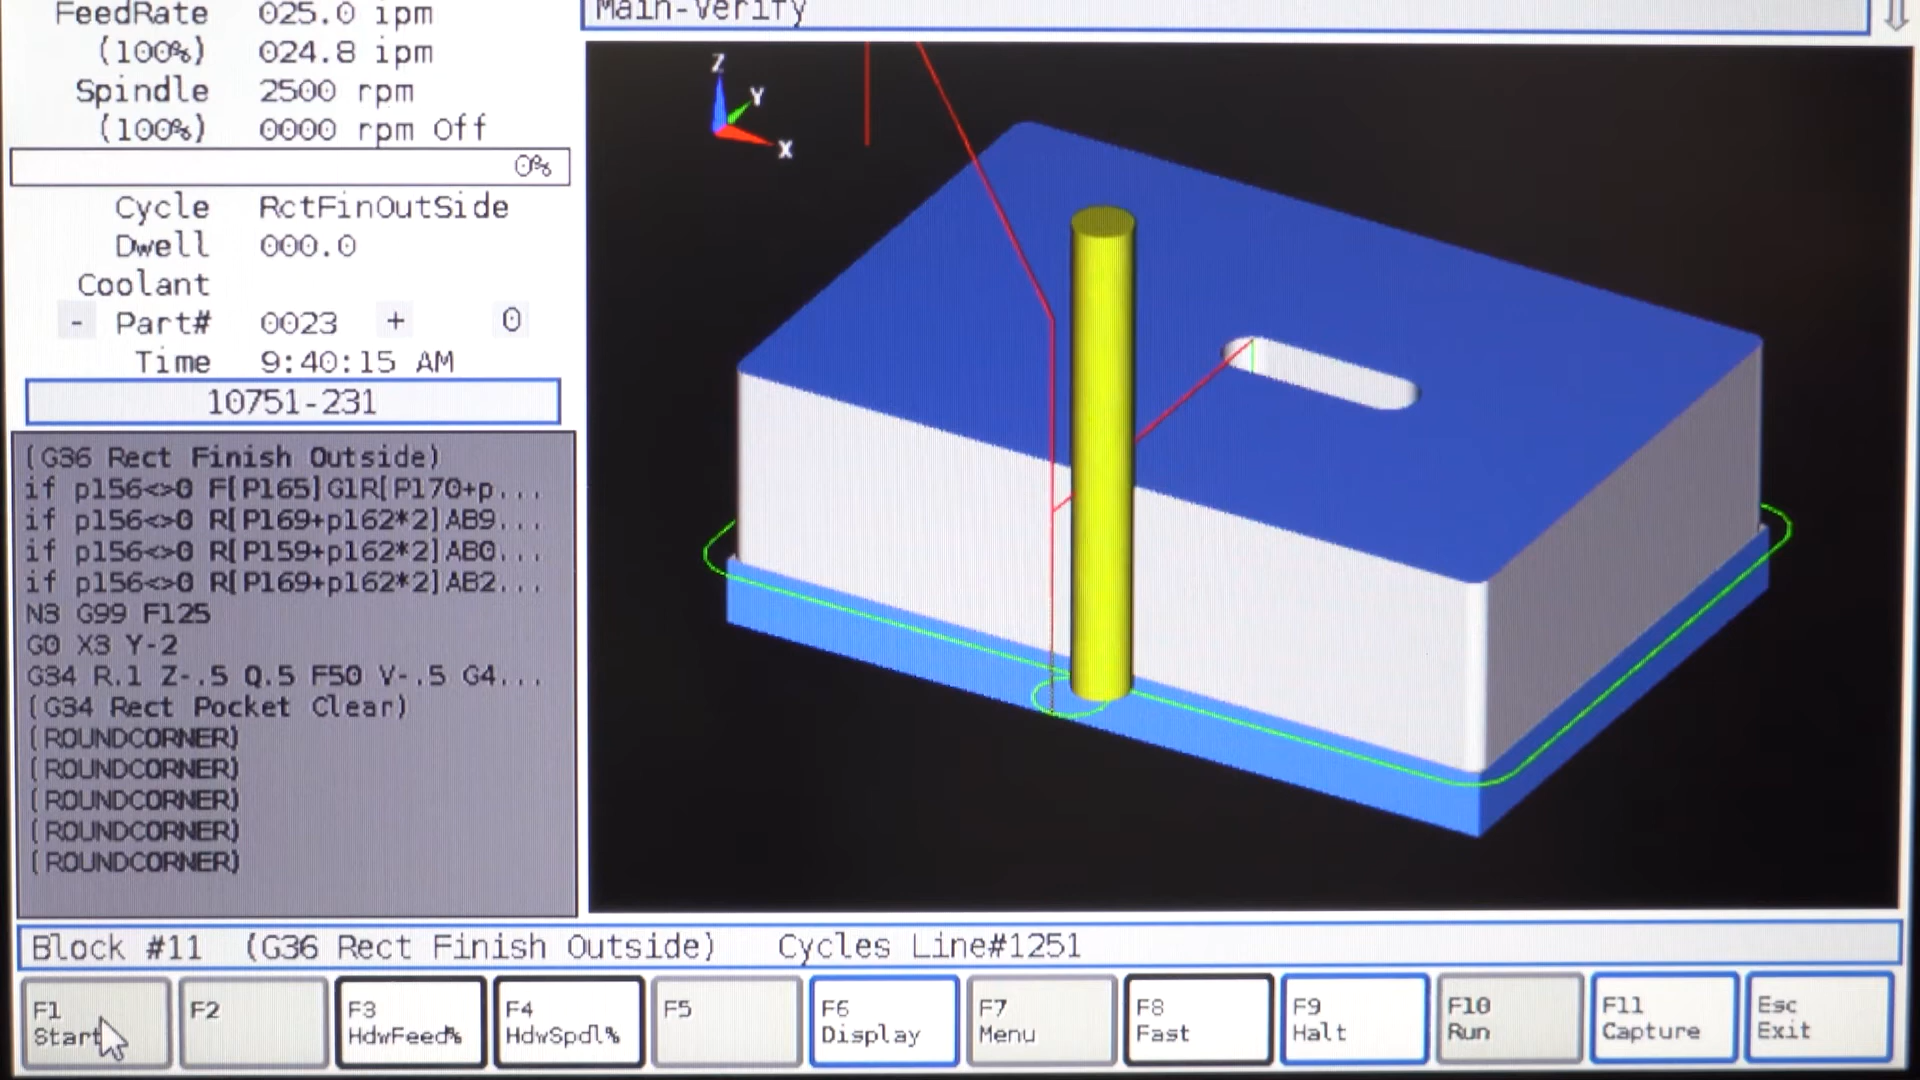 FeedRate 025.0 ipm
(100%) 024.8 ipm
Spindle 2500 rpm
(100%) 0000 rpm Off
0%
Cycle RctFinOutSide
Dwell 000.0
Coolant
- Part# 0023 + 0
Time 9:40:15 AM
10751-231
(G36 Rect Finish Outside)
if p156<>0 F[P165]G1R[P170+p...
if p156<>0 R[P169+p162*2]AB9...
if p156<>0 R[P159+p162*2]AB0...
if p156<>0 R[P169+p162*2]AB2...
N3 G99 F125
G0 X3 Y-2
G34 R.1 Z-.5 Q.5 F50 V-.5 G4...
(G34 Rect Pocket Clear)
(ROUNDCORNER)
(ROUNDCORNER)
(ROUNDCORNER)
(ROUNDCORNER)
(ROUNDCORNER)
Main-Verify
Z
Y
X
Block #11 (G36 Rect Finish Outside) Cycles Line#1251
F1
Start
F2
F3
HdwFeed%
F4
HdwSpdl%
F5
F6
Display
F7
Menu
F8
Fast
F9
Halt
F10
Run
F11
Capture
Esc
Exit